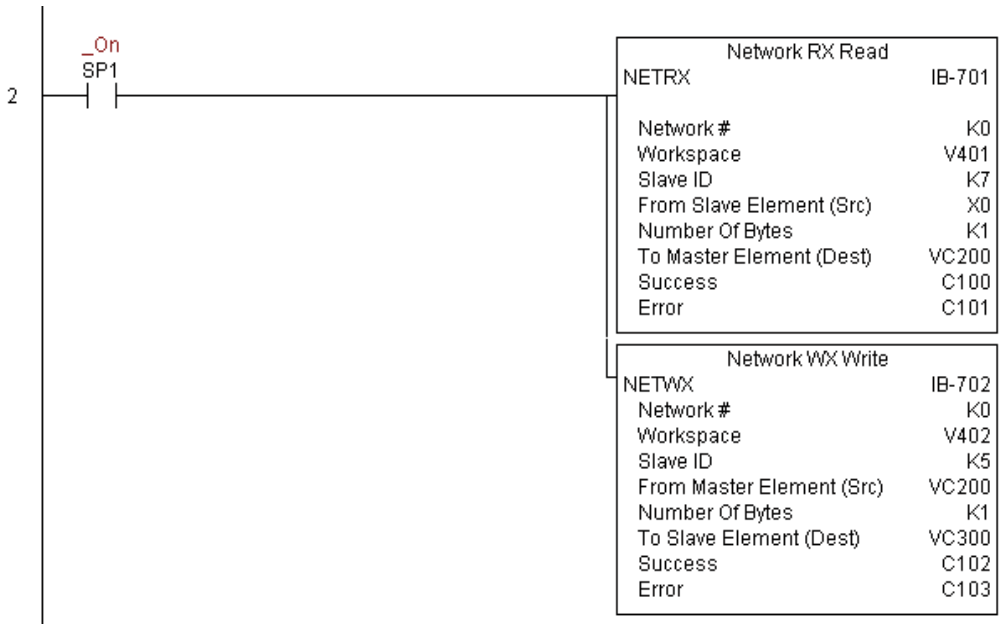 _On
SP1
2
Network RX Read
NETRX IB-701
Network # K0
Workspace V401
Slave ID K7
From Slave Element (Src) X0
Number Of Bytes K1
To Master Element (Dest) VC200
Success C100
Error C101
Network WX Write
NETWX IB-702
Network # K0
Workspace V402
Slave ID K5
From Master Element (Src) VC200
Number Of Bytes K1
To Slave Element (Dest) VC300
Success C102
Error C103